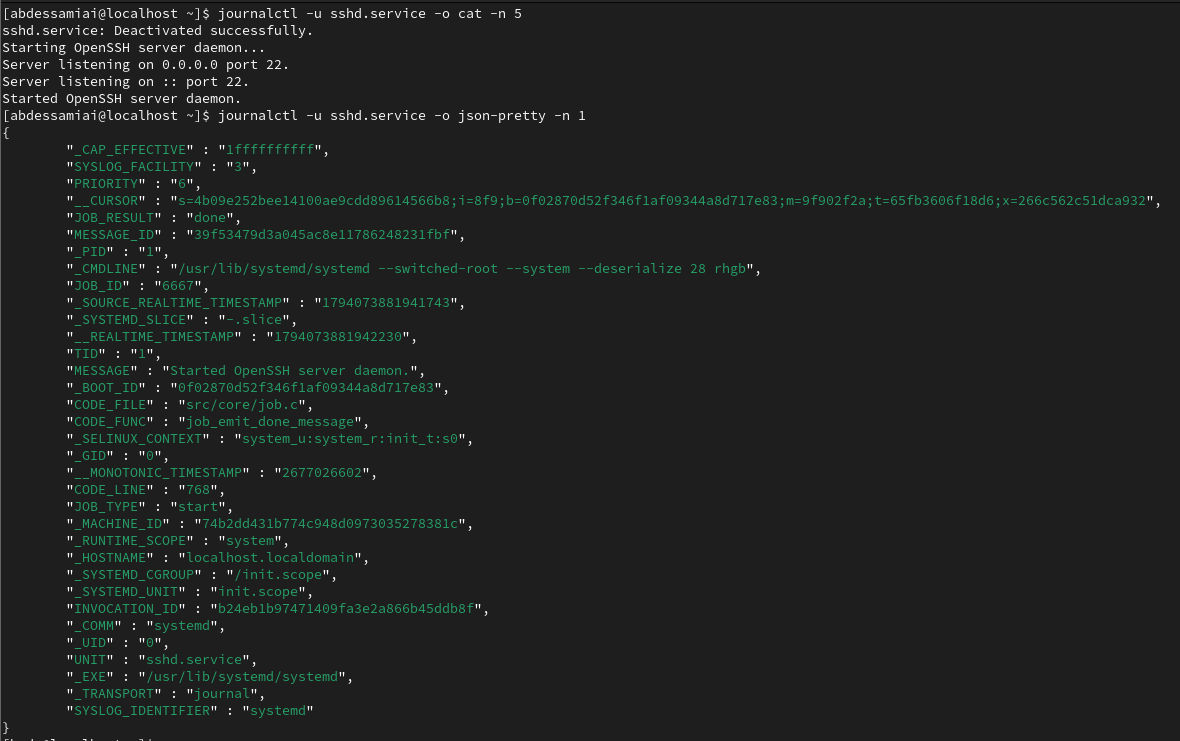 [abdessamiai@localhost ~]$ journalctl -u sshd.service -o cat -n 5
sshd.service: Deactivated successfully.
Starting OpenSSH server daemon...
Server listening on 0.0.0.0 port 22.
Server listening on :: port 22.
Started OpenSSH server daemon.
[abdessamiai@localhost ~]$ journalctl -u sshd.service -o json-pretty -n 1
{
        "_CAP_EFFECTIVE" : "1ffffffffff",
        "SYSLOG_FACILITY" : "3",
        "PRIORITY" : "6",
        "__CURSOR" : "s=4b09e252bee14100ae9cdd89614566b8;i=8f9;b=0f02870d52f346f1af09344a8d717e83;m=9f902f2a;t=65fb3606f18d6;x=266c562c51dca932",
        "JOB_RESULT" : "done",
        "MESSAGE_ID" : "39f53479d3a045ac8e11786248231fbf",
        "_PID" : "1",
        "_CMDLINE" : "/usr/lib/systemd/systemd --switched-root --system --deserialize 28 rhgb",
        "JOB_ID" : "6667",
        "_SOURCE_REALTIME_TIMESTAMP" : "1794073881941743",
        "_SYSTEMD_SLICE" : "-.slice",
        "__REALTIME_TIMESTAMP" : "1794073881942230",
        "TID" : "1",
        "MESSAGE" : "Started OpenSSH server daemon.",
        "_BOOT_ID" : "0f02870d52f346f1af09344a8d717e83",
        "CODE_FILE" : "src/core/job.c",
        "CODE_FUNC" : "job_emit_done_message",
        "_SELINUX_CONTEXT" : "system_u:system_r:init_t:s0",
        "_GID" : "0",
        "__MONOTONIC_TIMESTAMP" : "2677026602",
        "CODE_LINE" : "768",
        "JOB_TYPE" : "start",
        "_MACHINE_ID" : "74b2dd431b774c948d0973035278381c",
        "_RUNTIME_SCOPE" : "system",
        "_HOSTNAME" : "localhost.localdomain",
        "_SYSTEMD_CGROUP" : "/init.scope",
        "_SYSTEMD_UNIT" : "init.scope",
        "INVOCATION_ID" : "b24eb1b97471409fa3e2a866b45ddb8f",
        "_COMM" : "systemd",
        "_UID" : "0",
        "UNIT" : "sshd.service",
        "_EXE" : "/usr/lib/systemd/systemd",
        "_TRANSPORT" : "journal",
        "SYSLOG_IDENTIFIER" : "systemd"
}